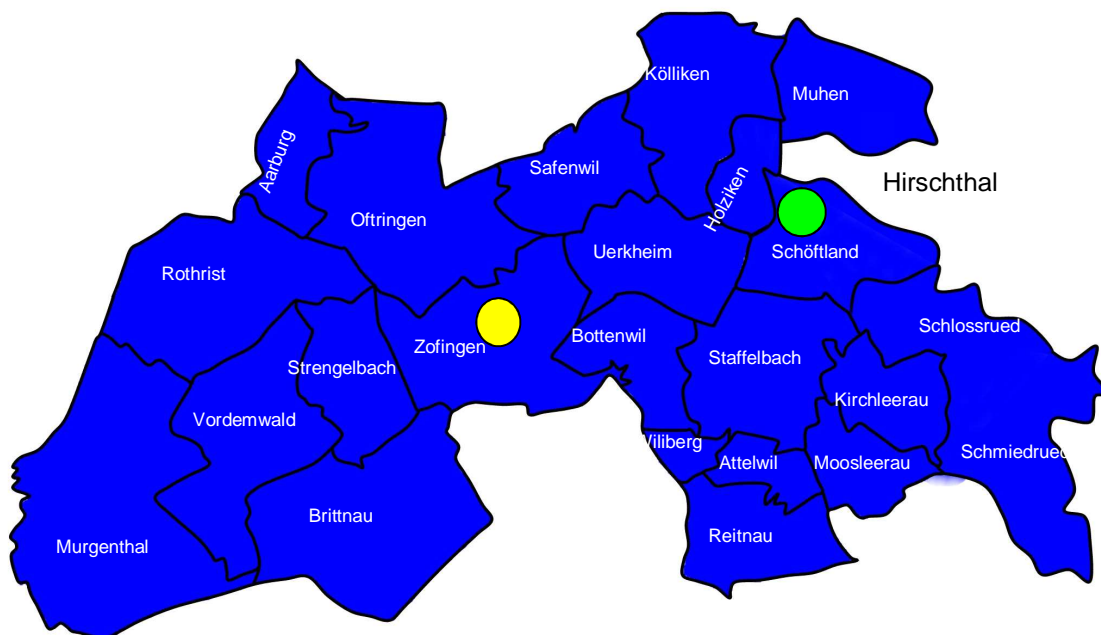 Kölliken
Muhen
Aarburg
Safenwil
Hirschthal
Holziken
Oftringen
Uerkheim
Schöftland
Rothrist
Schlossrued
Bottenwil
Zofingen
Staffelbach
Strengelbach
Kirchleerau
Vordemwald
Wiliberg
Attelwil
Moosleerau
Schmiedrued
Brittnau
Reitnau
Murgenthal